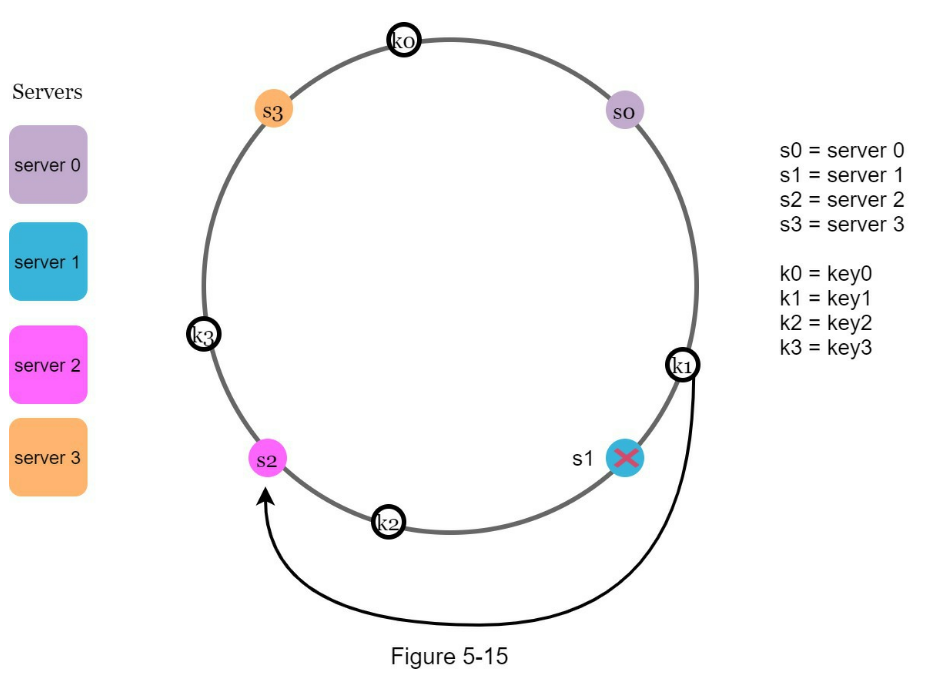 Servers
server 0
server 1
server 2
server 3
k0
s3
s0
k3
k1
s2
s1
k2
s0 = server 0
s1 = server 1
s2 = server 2
s3 = server 3
k0 = key0
k1 = key1
k2 = key2
k3 = key3
Figure 5-15